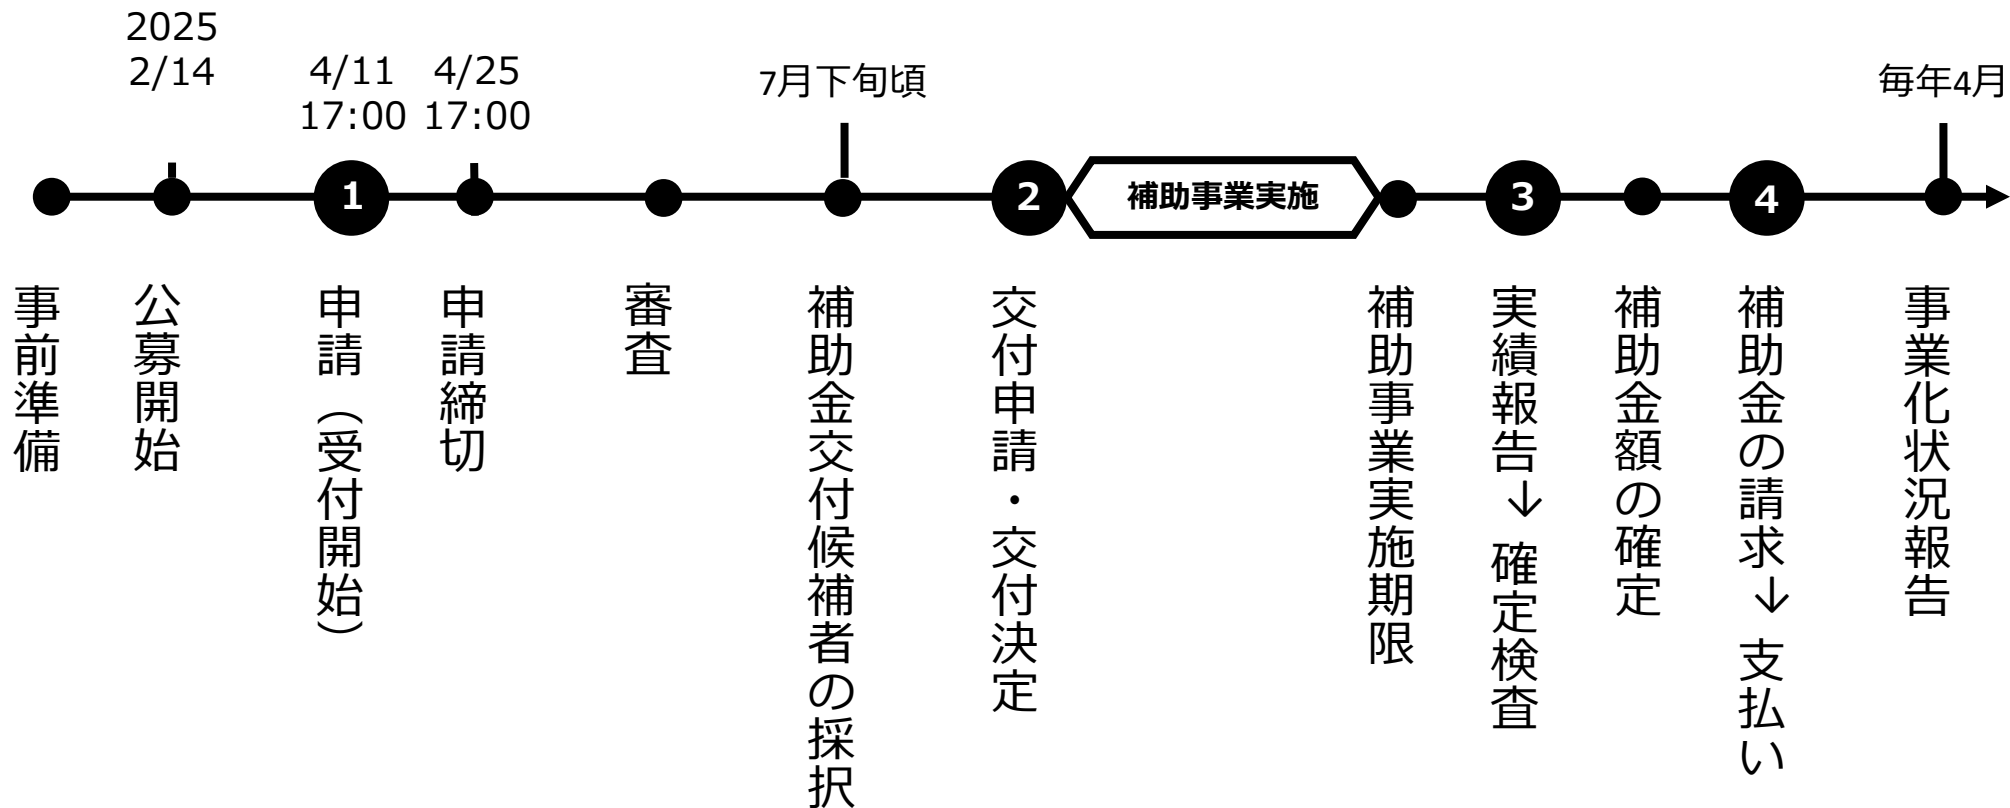 2025
2/14
4/11
17:00
4/25
17:00
7月下旬頃
毎年4月
1
2
補助事業実施
3
4
事前準備
公募開始
申請（受付開始）
申請締切
審査
補助金交付候補者の採択
交付申請・交付決定
補助事業実施期限
実績報告→確定検査
補助金額の確定
補助金の請求→支払い
事業化状況報告